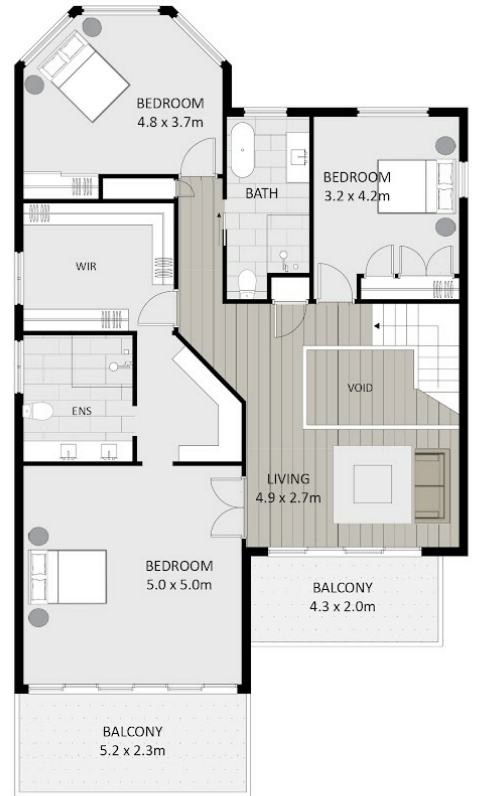 BEDROOM
4.8 x 3.7m
BEDROOM
3.2 x 4.2m
BATH
WIR
ENS
VOID
LIVING
4.9 x 2.7m
BEDROOM
5.0 x 5.0m
BALCONY
4.3 x 2.0m
BALCONY
5.2 x 2.3m